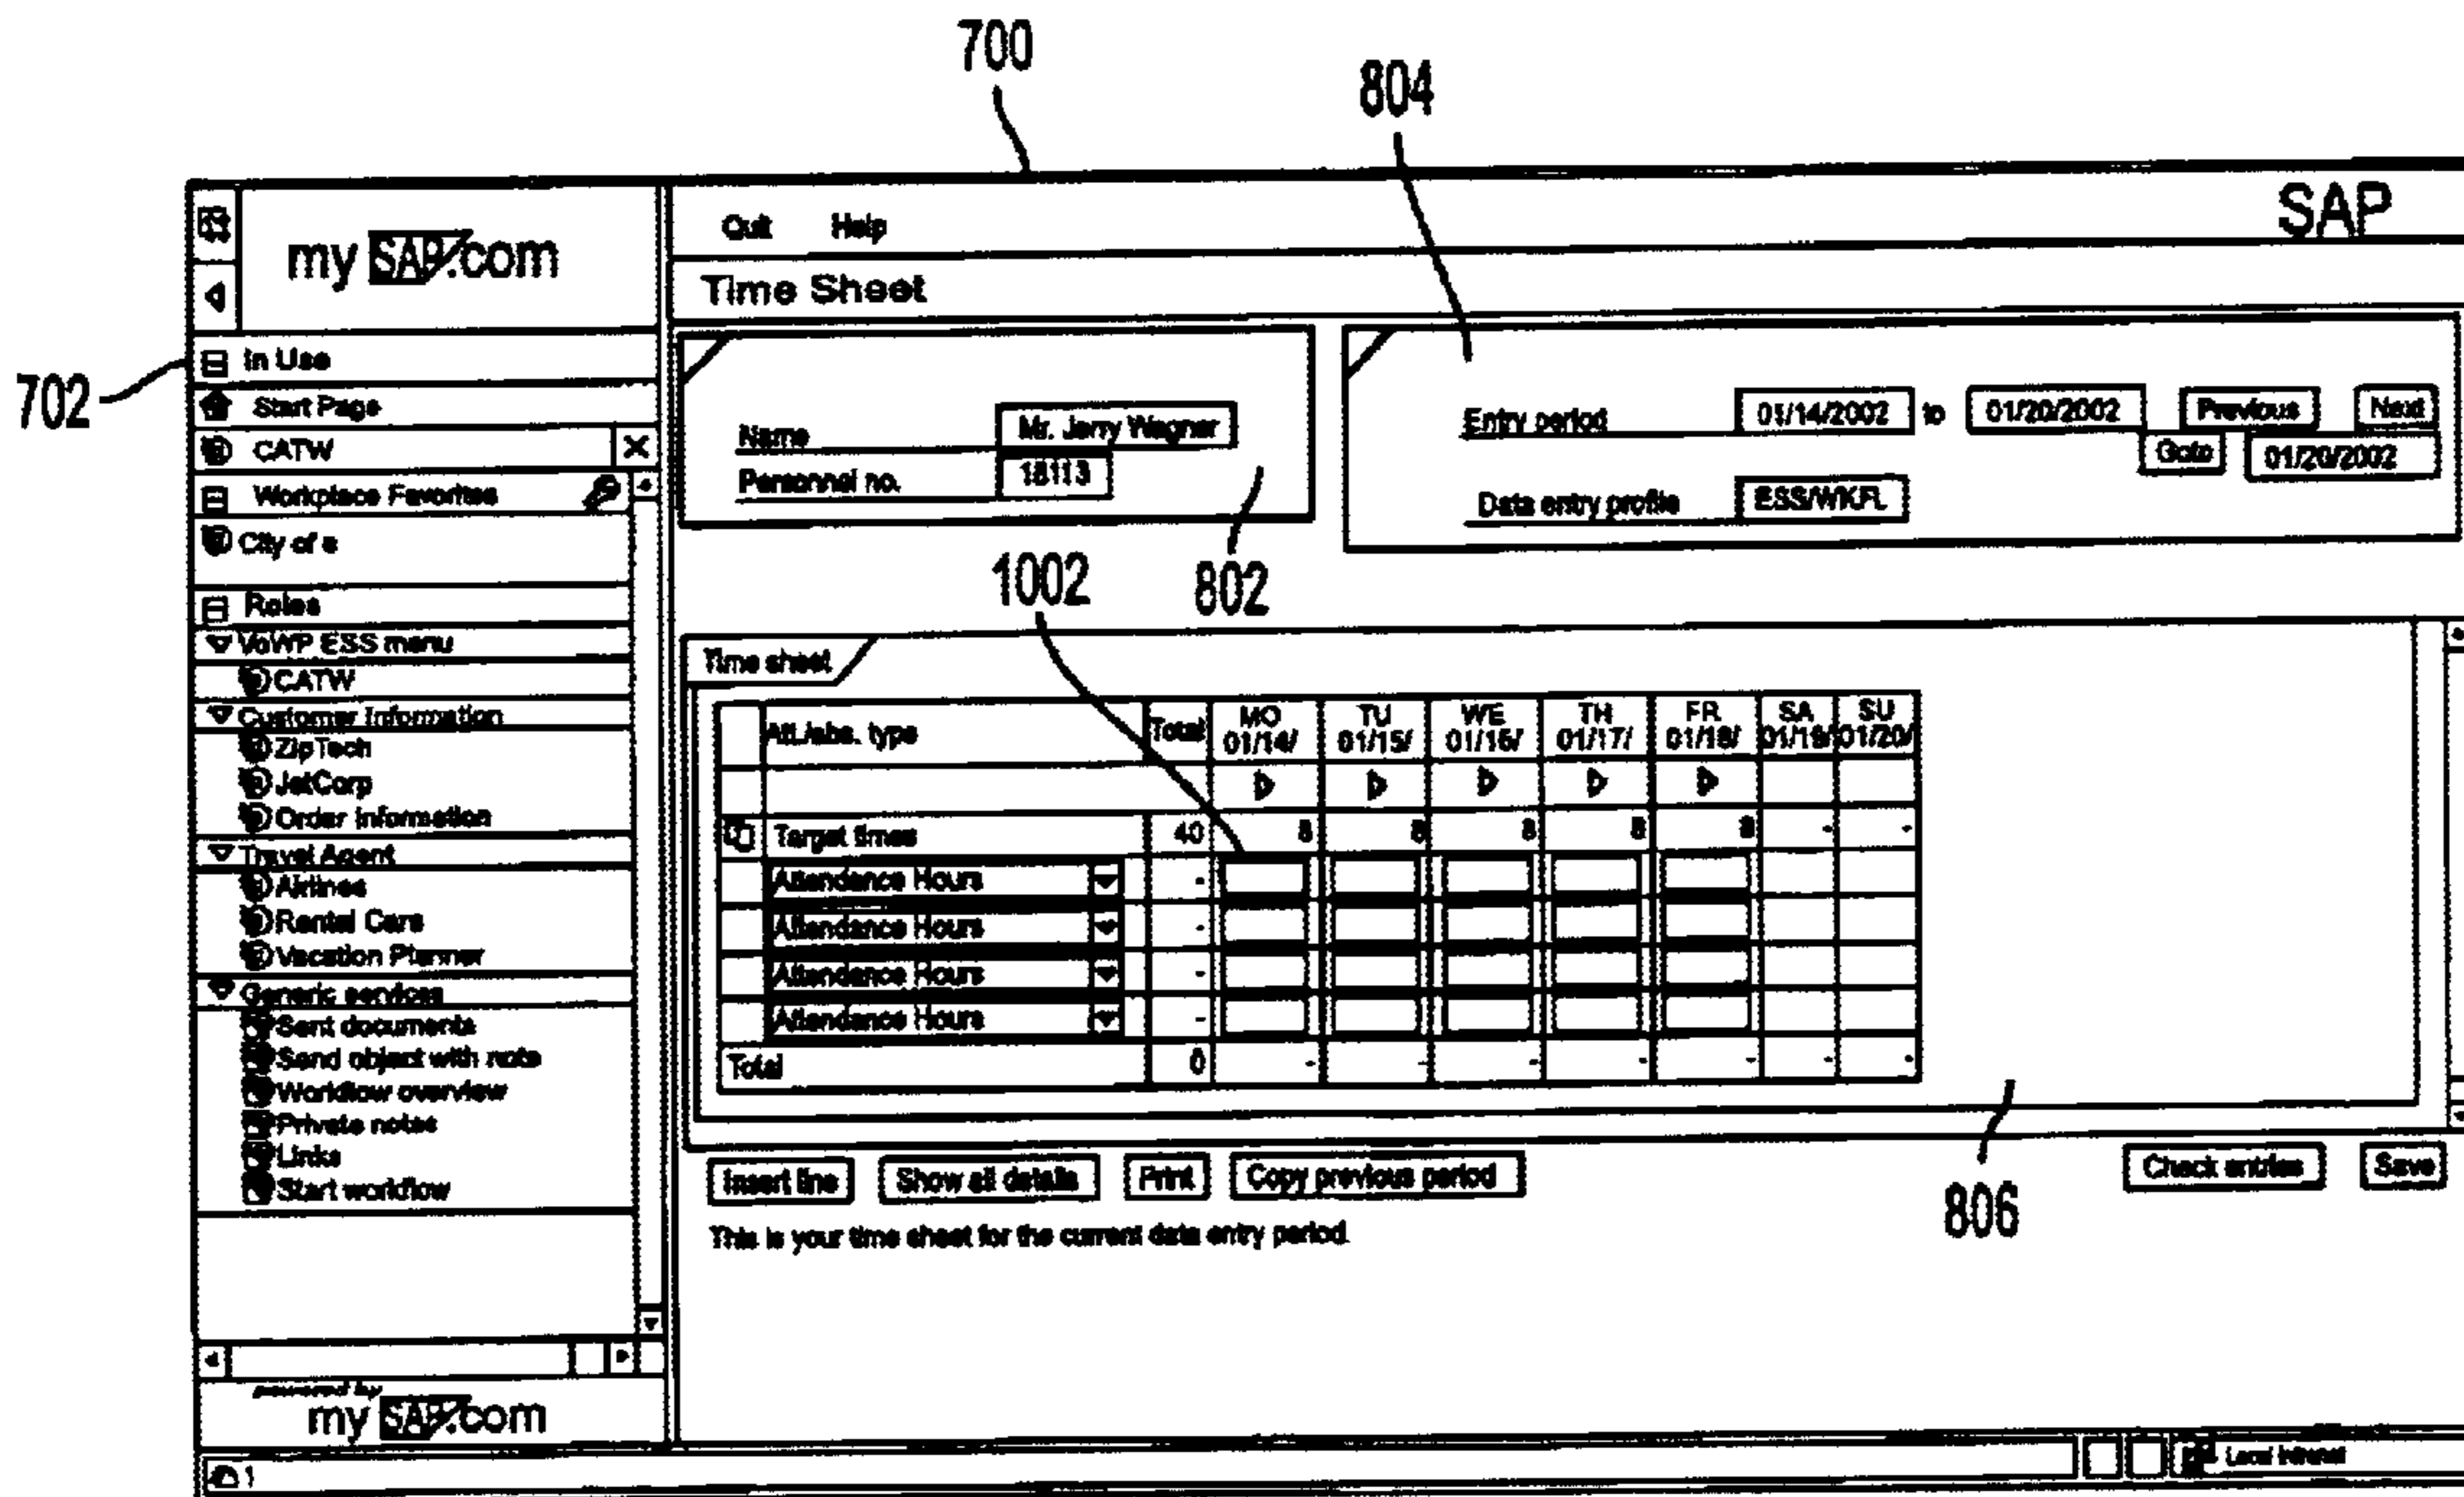 700
804
702
802
1002
806
my SAP.com
Quit Help
SAP
Time Sheet
In Use
Start Page
CATW
Workplace Favorites
City of e
Roles
VoWP ESS menu
CATW
Customer Information
ZipTech
JetCorp
Order Information
Travel Agent
Airlines
Rental Cars
Vacation Planner
Generic services
Sent documents
Send object with note
Workflow overview
Private notes
Links
Start workflow
powered by
my SAP.com
Name Mr. Jerry Wagner
Personnel no. 18113
Entry period 01/14/2002 to 01/20/2002 Previous Next
Goto 01/20/2002
Data entry profile ESS/WKFL
Time sheet
Att./abs. type Total MO TU WE TH FR SA SU
01/14/ 01/15/ 01/16/ 01/17/ 01/18/ 01/19/ 01/20/
Target times 40 8 8 8 8 8 - -
Attendance Hours -
Attendance Hours -
Attendance Hours -
Attendance Hours -
Total 0 - - - - - - -
Insert line Show all details Print Copy previous period Check entries Save
This is your time sheet for the current data entry period.
1
Local intranet